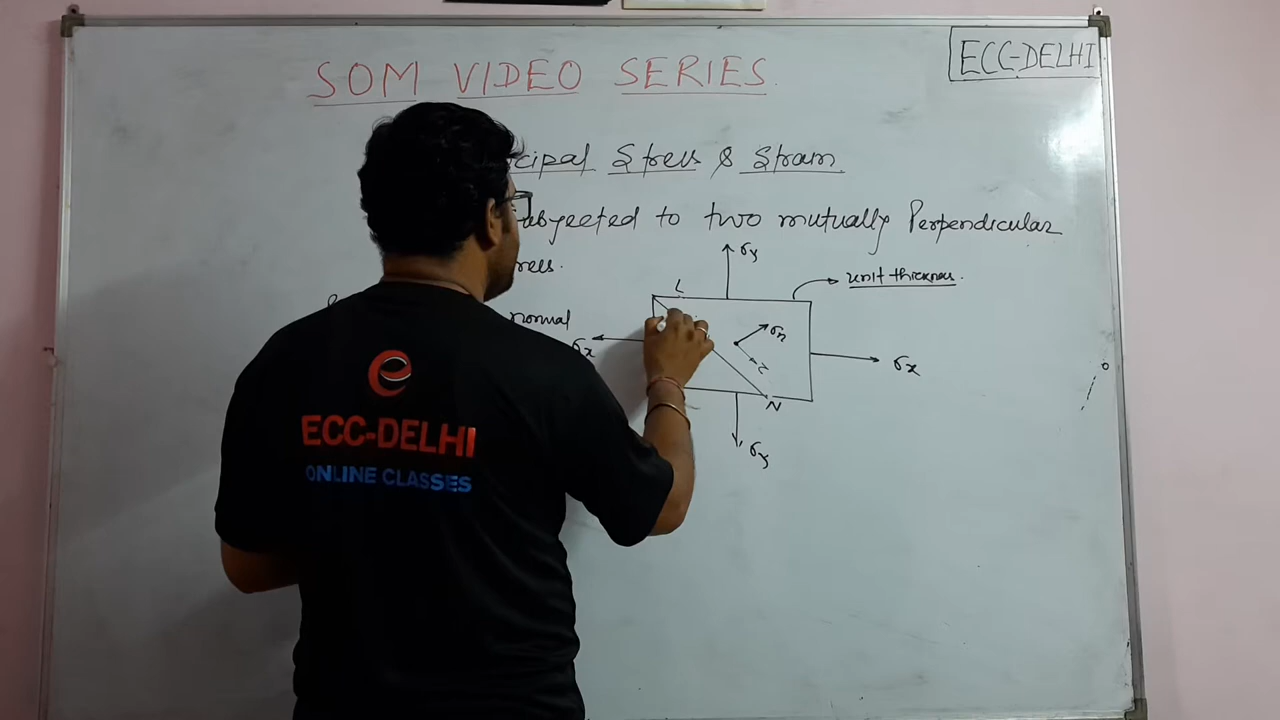 ECC-DELHI
SOM VIDEO SERIES
cipal Stress & Strain
ubjected to two mutually Perpendicular
ress.
σy
L
unit thickness.
normal
σn
σx
τ
σx
N
σy
e
ECC-DELHI
ONLINE CLASSES